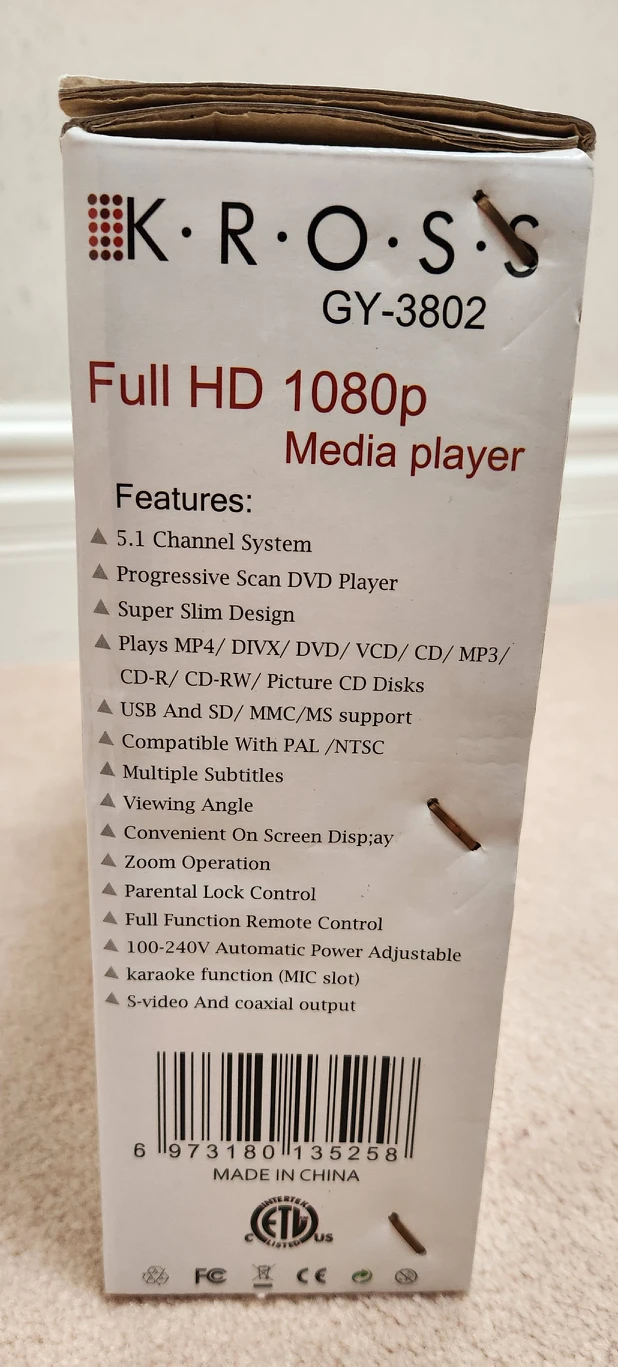 K·R·O·S·S
GY-3802
Full HD 1080p
Media player
Features:
5.1 Channel System
Progressive Scan DVD Player
Super Slim Design
Plays MP4/ DIVX/ DVD/ VCD/ CD/ MP3/
CD-R/ CD-RW/ Picture CD Disks
USB And SD/ MMC/MS support
Compatible With PAL /NTSC
Multiple Subtitles
Viewing Angle
Convenient On Screen Disp;ay
Zoom Operation
Parental Lock Control
Full Function Remote Control
100-240V Automatic Power Adjustable
karaoke function (MIC slot)
S-video And coaxial output
6 973180 135258
MADE IN CHINA
INTERTEK
ETL
C LISTED US
FC CE